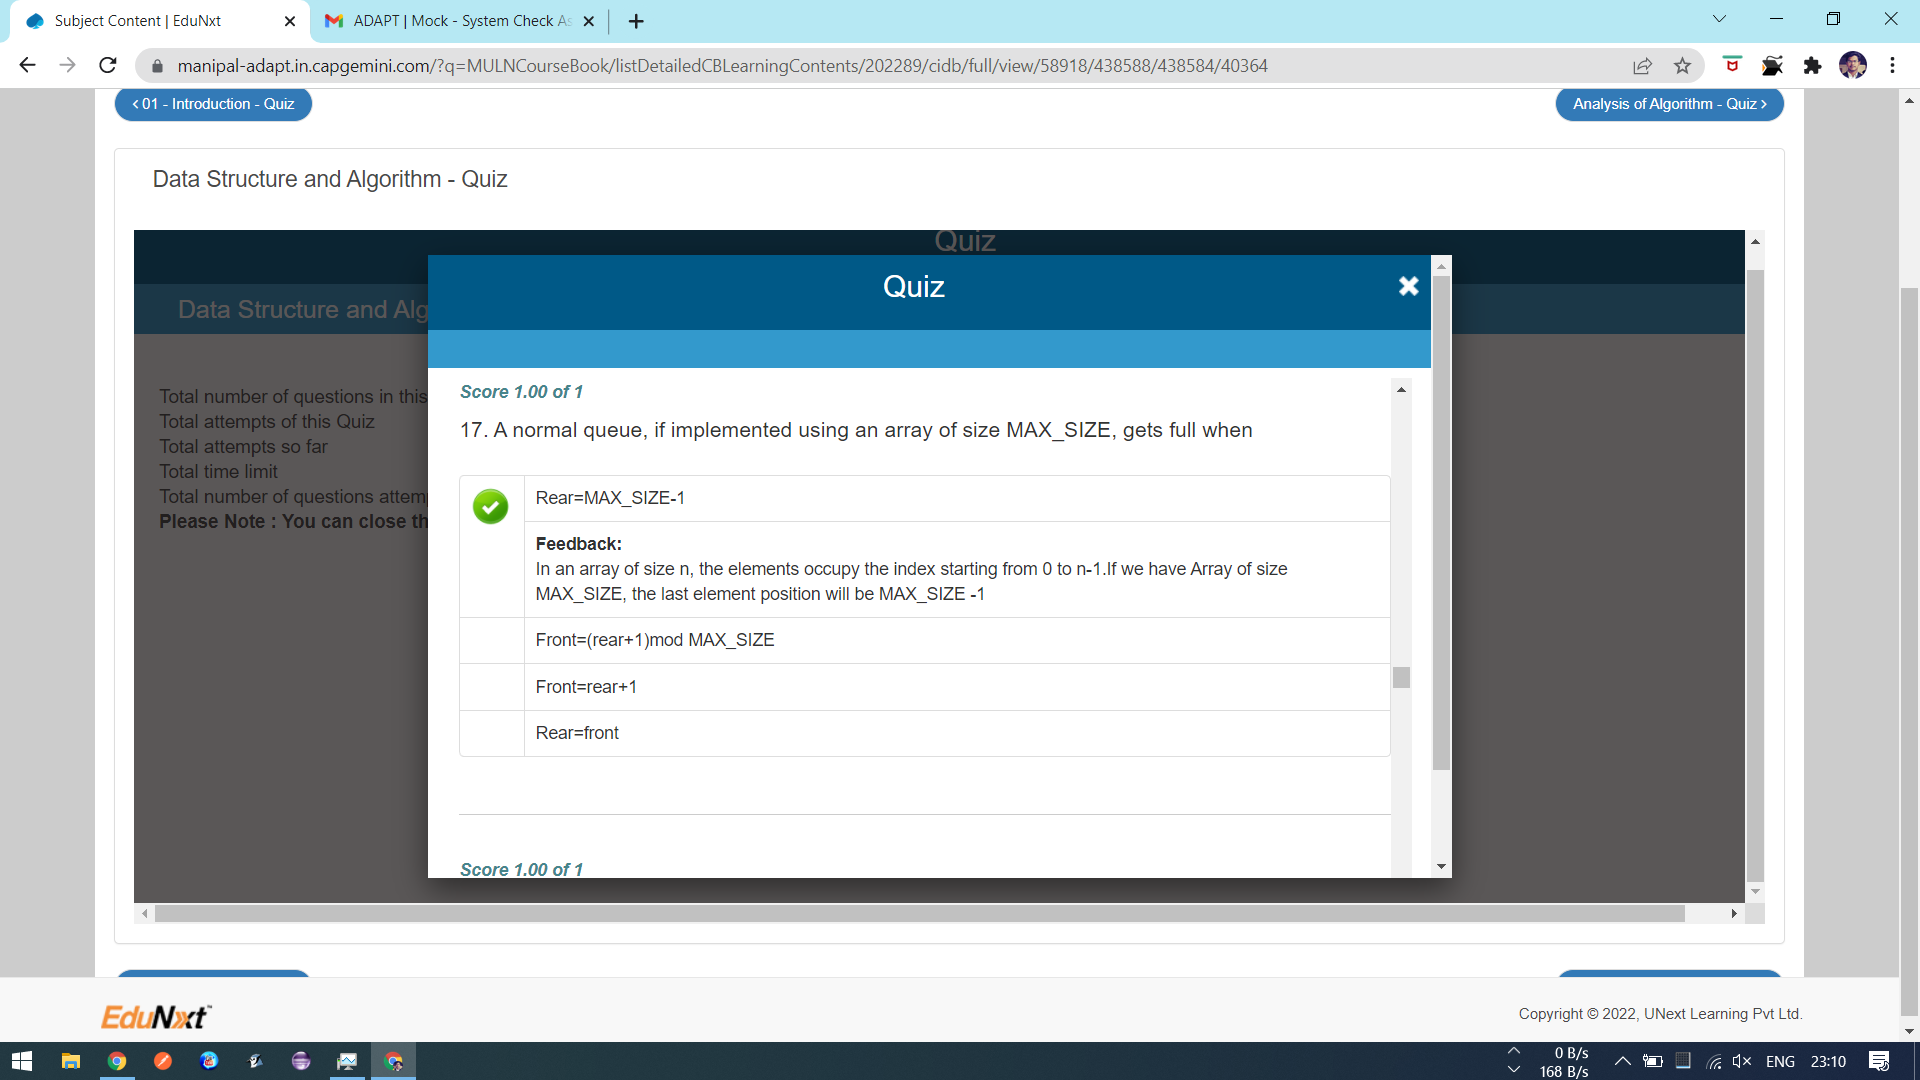 Subject Content | EduNxt
ADAPT | Mock - System Check As
manipal-adapt.in.capgemini.com/?q=MULNCourseBook/listDetailedCBLearningContents/202289/cidb/full/view/58918/438588/438584/40364
< 01 - Introduction - Quiz
Analysis of Algorithm - Quiz >
Data Structure and Algorithm - Quiz
Quiz
Data Structure and Alg
Total number of questions in this
Total attempts of this Quiz
Total attempts so far
Total time limit
Total number of questions attem
Please Note : You can close th
Quiz
Score 1.00 of 1
17. A normal queue, if implemented using an array of size MAX_SIZE, gets full when
Rear=MAX_SIZE-1
Feedback:
In an array of size n, the elements occupy the index starting from 0 to n-1.If we have Array of size
MAX_SIZE, the last element position will be MAX_SIZE -1
Front=(rear+1)mod MAX_SIZE
Front=rear+1
Rear=front
Score 1.00 of 1
EduNxt™
Copyright © 2022, UNext Learning Pvt Ltd.
0 B/s
168 B/s
ENG
23:10